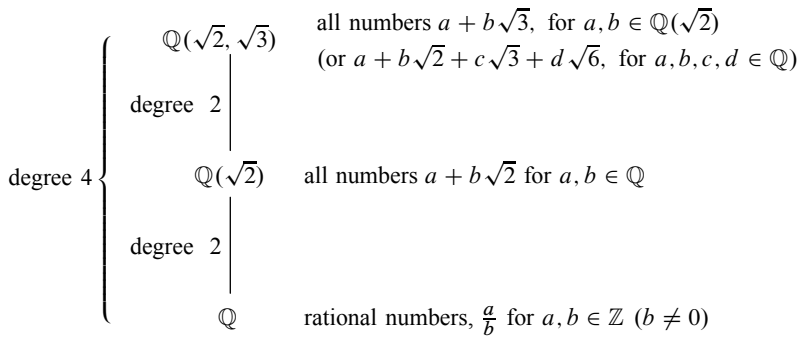 ℚ(√2, √3) all numbers a + b√3, for a, b ∈ ℚ(√2)
(or a + b√2 + c√3 + d√6, for a, b, c, d ∈ ℚ)
degree 2
degree 4 ℚ(√2) all numbers a + b√2 for a, b ∈ ℚ
degree 2
ℚ rational numbers, a/b for a, b ∈ ℤ (b ≠ 0)